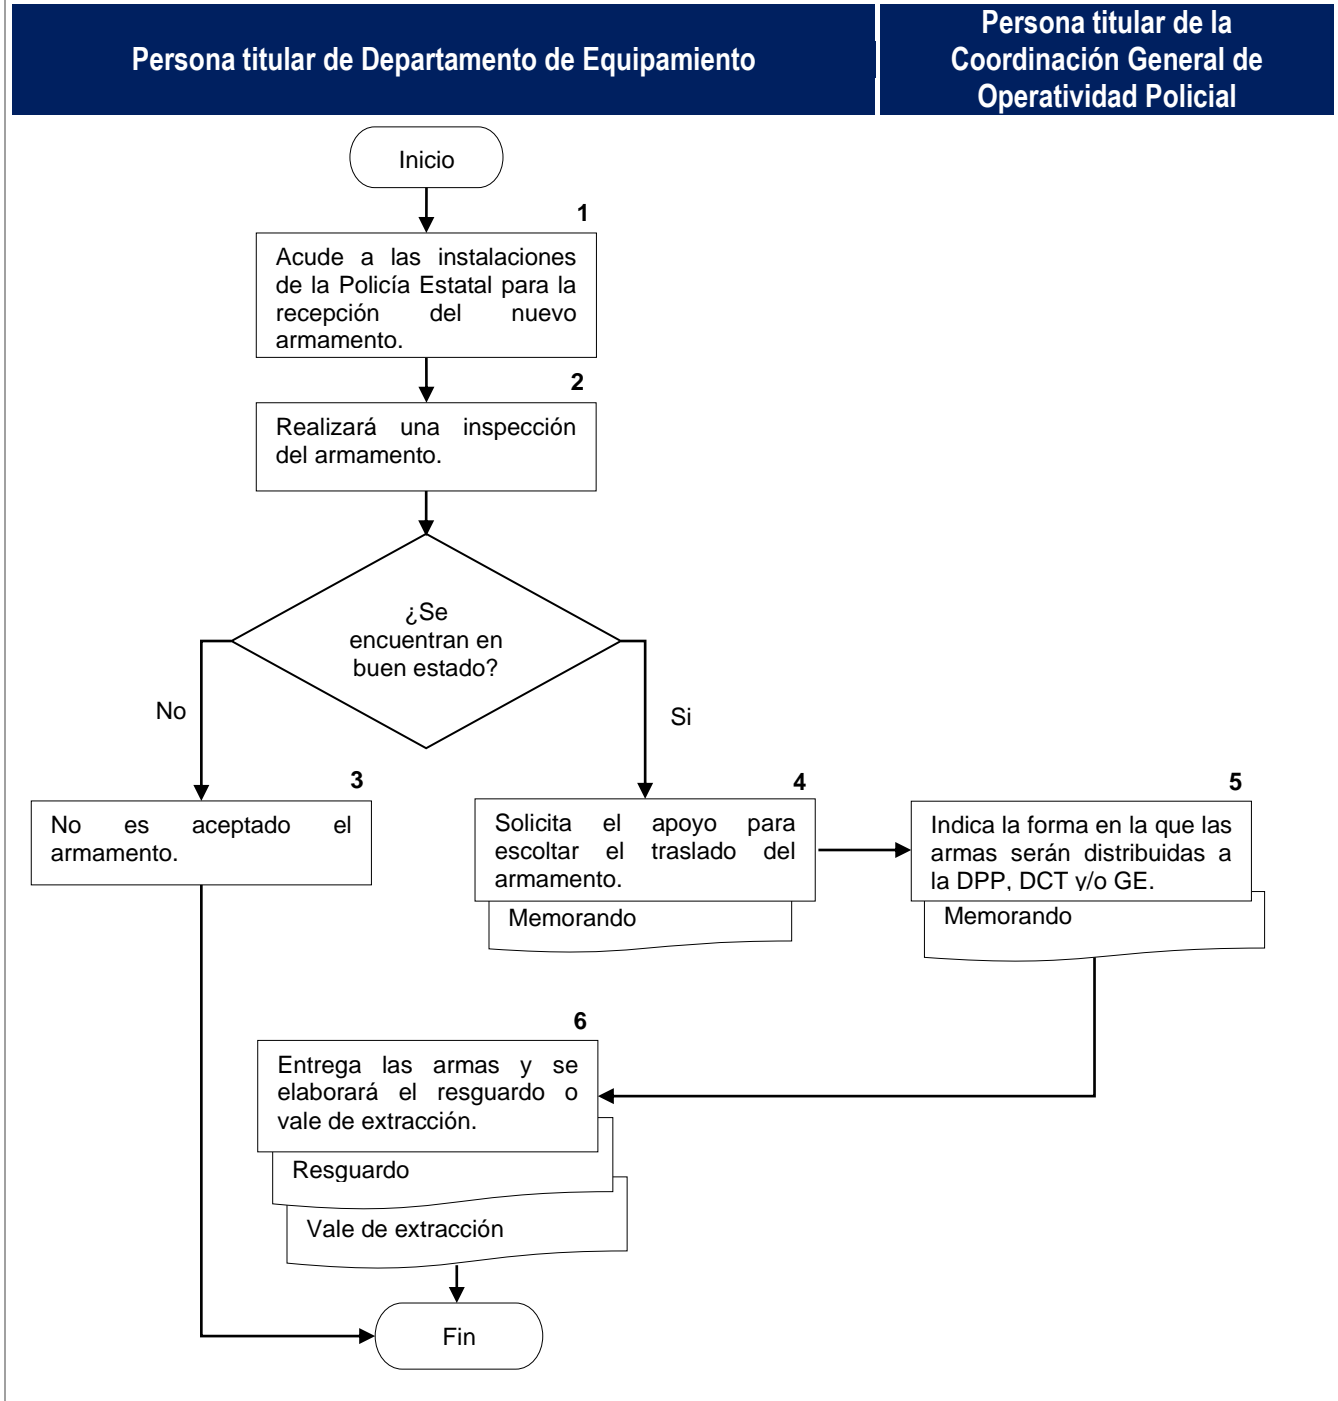 Persona titular de Departamento de Equipamiento
Persona titular de la
Coordinación General de
Operatividad Policial
Inicio
1
Acude a las instalaciones
de la Policía Estatal para la
recepción del nuevo
armamento.
2
Realizará una inspección
del armamento.
¿Se
encuentran en
buen estado?
No
Si
3
No es aceptado el
armamento.
4
Solicita el apoyo para
escoltar el traslado del
armamento.
Memorando
5
Indica la forma en la que las
armas serán distribuidas a
la DPP, DCT y/o GE.
Memorando
6
Entrega las armas y se
elaborará el resguardo o
vale de extracción.
Resguardo
Vale de extracción
Fin